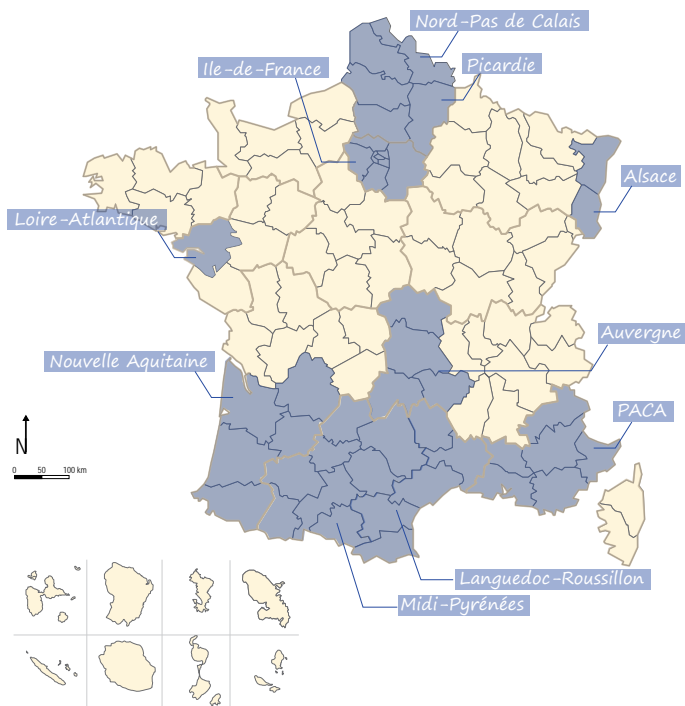 Nord-Pas de Calais
Ile-de-France
Picardie
Alsace
Loire-Atlantique
Auvergne
Nouvelle Aquitaine
PACA
N
0 50 100 km
Languedoc-Roussillon
Midi-Pyrénées